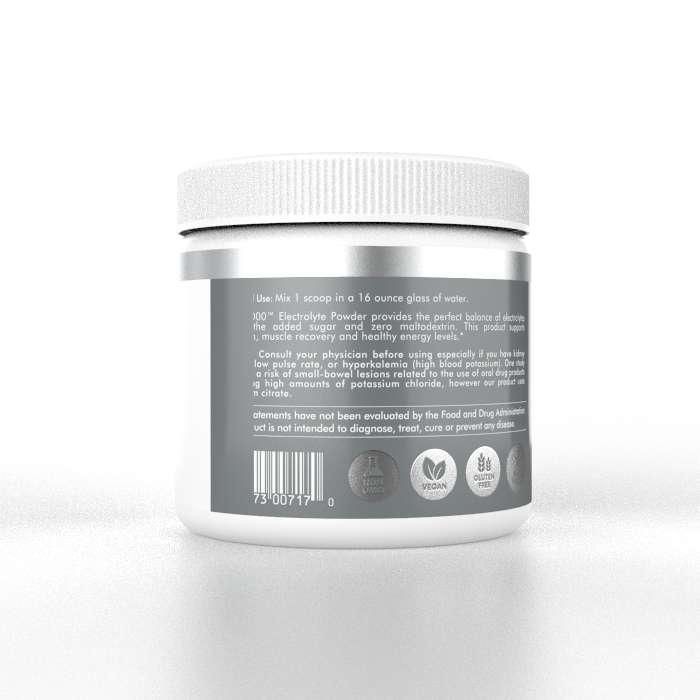 Use: Mix 1 scoop in a 16 ounce glass of water.
000™ Electrolyte Powder provides the perfect balance of electrolytes
the added sugar and zero maltodextrin. This product supports
, muscle recovery and healthy energy levels.*
Consult your physician before using especially if you have kidney
low pulse rate, or hyperkalemia (high blood potassium). One study
a risk of small-bowel lesions related to the use of oral drug products
ng high amounts of potassium chloride, however our product uses
citrate.
atements have not been evaluated by the Food and Drug Administration
uct is not intended to diagnose, treat, cure or prevent any disease.
73 00717 0
NON
GMO
VEGAN
GLUTEN
FREE